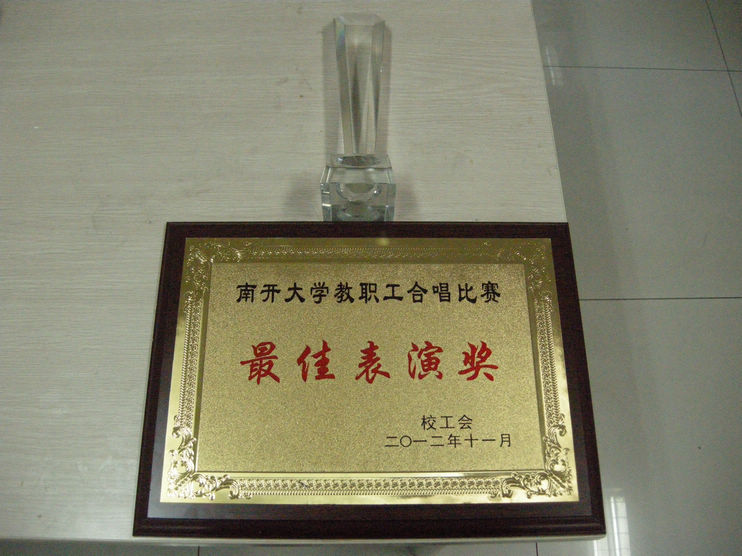 南开大学教职工合唱比赛
最佳表演奖
校工会
二〇一二年十一月